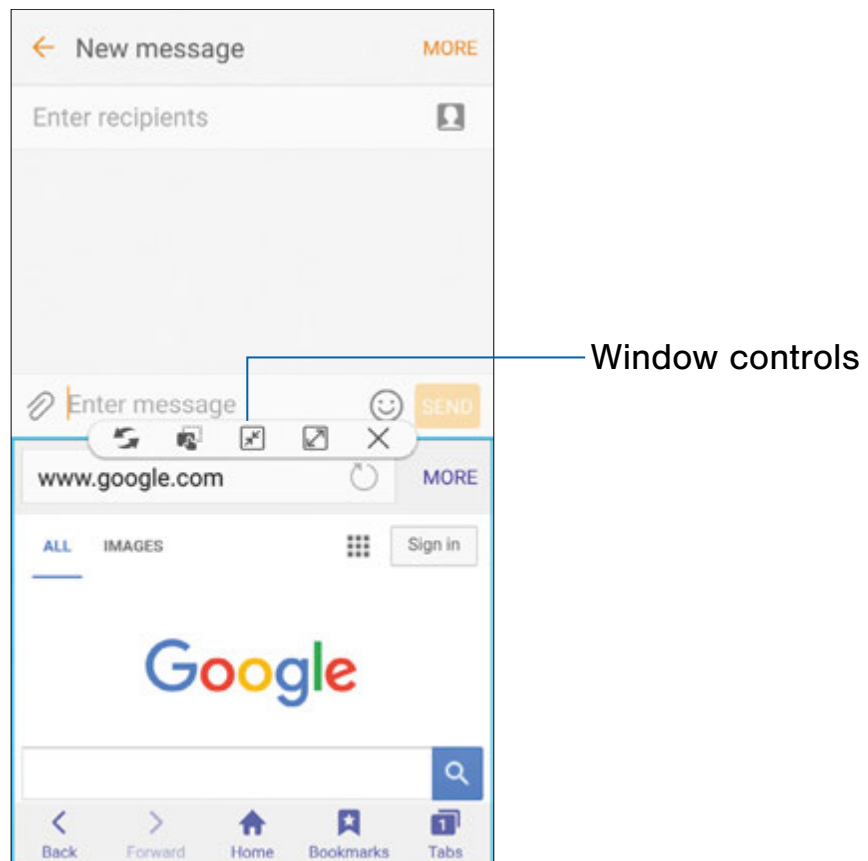 New message MORE
Enter recipients
Window controls
Enter message SEND
www.google.com MORE
ALL IMAGES Sign in
Google
Back Forward Home Bookmarks 1 Tabs